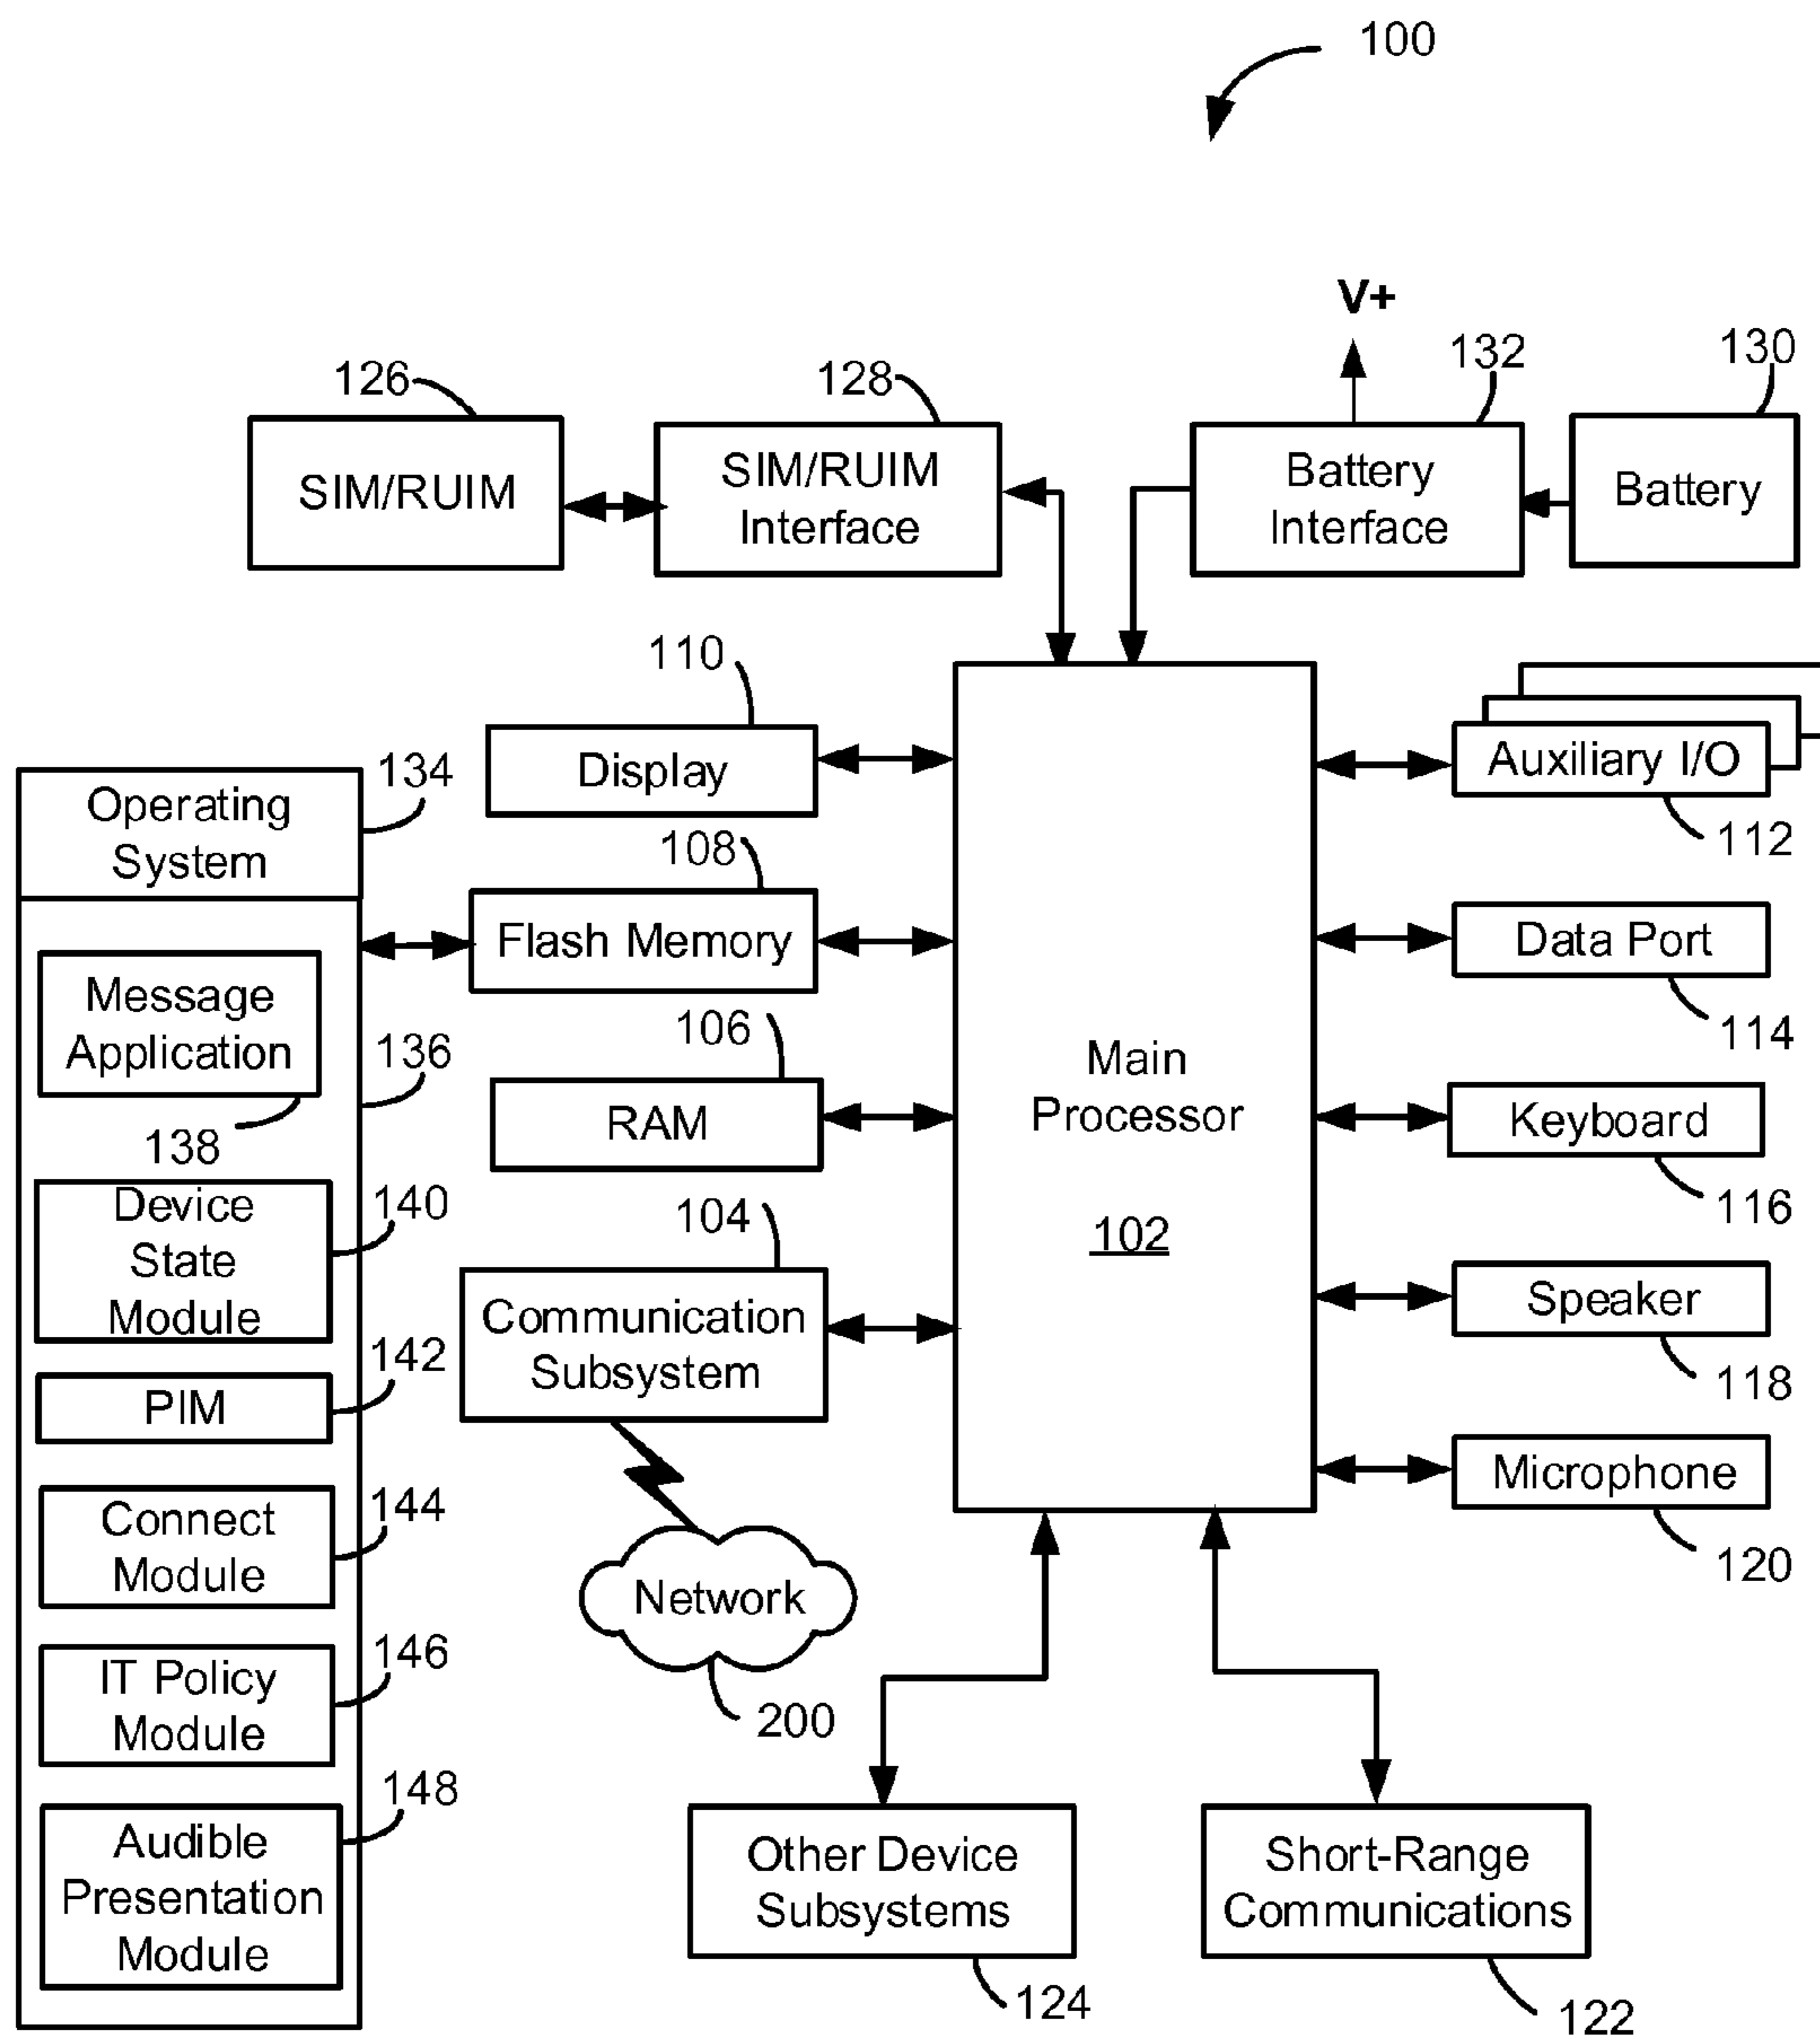 100
V+
126
128
132
130
SIM/RUIM
SIM/RUIM
Interface
Battery
Interface
Battery
110
Display
Auxiliary I/O
112
134
Operating
System
108
Flash Memory
Data Port
114
Message
Application
138
136
106
RAM
Main
Processor
102
Keyboard
116
Device
State
Module
140
104
Communication
Subsystem
Speaker
118
PIM
142
Microphone
120
Connect
Module
144
Network
200
IT Policy
Module
146
Audible
Presentation
Module
148
Other Device
Subsystems
124
Short-Range
Communications
122